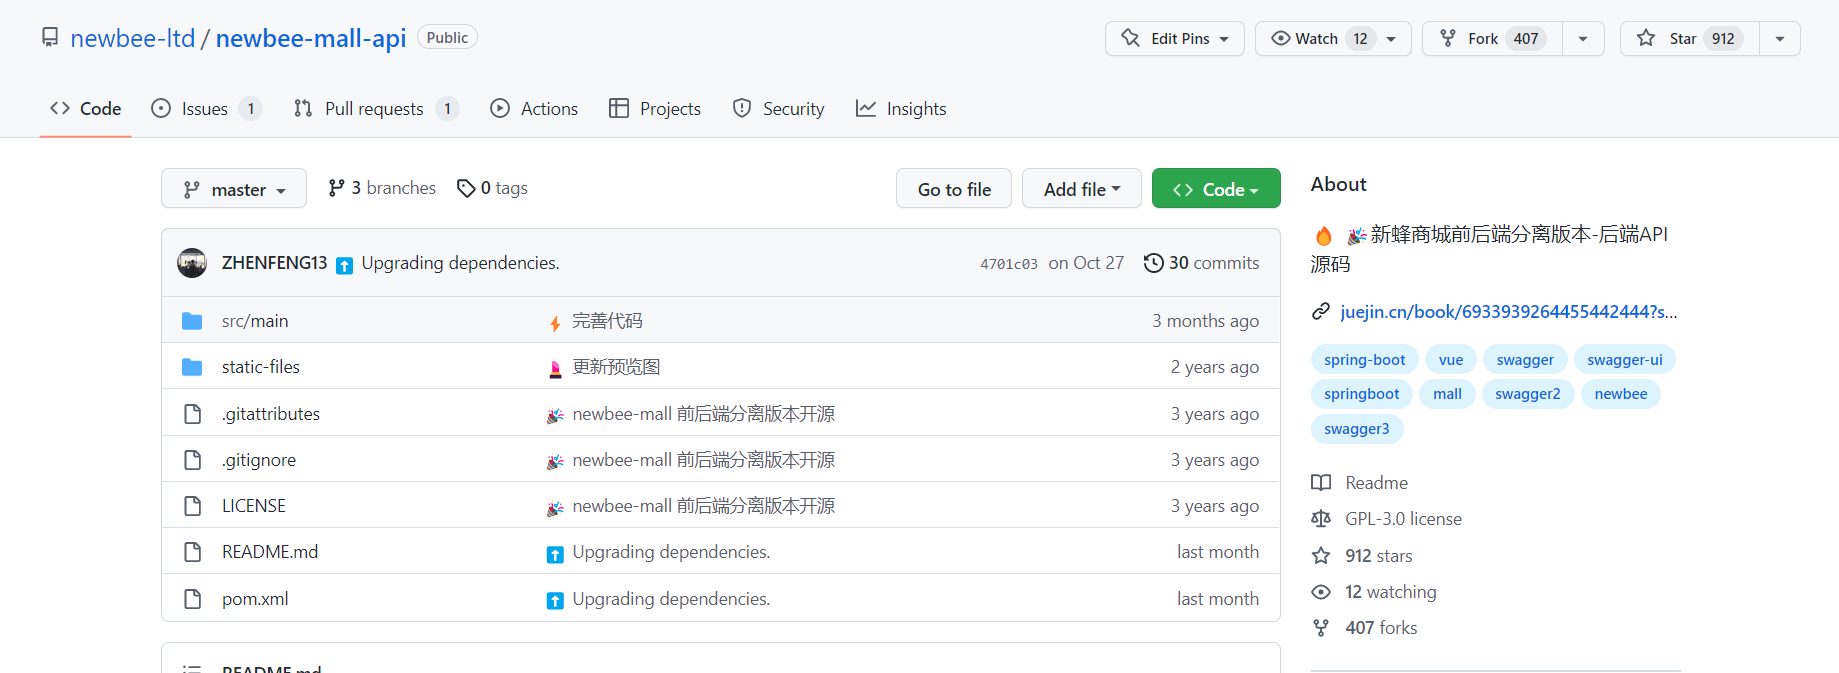 newbee-ltd / newbee-mall-api Public Edit Pins Watch 12 Fork 407 Star 912
Code Issues 1 Pull requests 1 Actions Projects Security Insights
master 3 branches 0 tags Go to file Add file Code
ZHENFENG13 Upgrading dependencies. 4701c03 on Oct 27 30 commits
src/main 完善代码 3 months ago
static-files 更新预览图 2 years ago
.gitattributes newbee-mall 前后端分离版本开源 3 years ago
.gitignore newbee-mall 前后端分离版本开源 3 years ago
LICENSE newbee-mall 前后端分离版本开源 3 years ago
README.md Upgrading dependencies. last month
pom.xml Upgrading dependencies. last month
README.md
About
🔥 🎉新蜂商城前后端分离版本-后端API
源码
juejin.cn/book/6933939264455442444?s...
spring-boot vue swagger swagger-ui
springboot mall swagger2 newbee
swagger3
Readme
GPL-3.0 license
912 stars
12 watching
407 forks